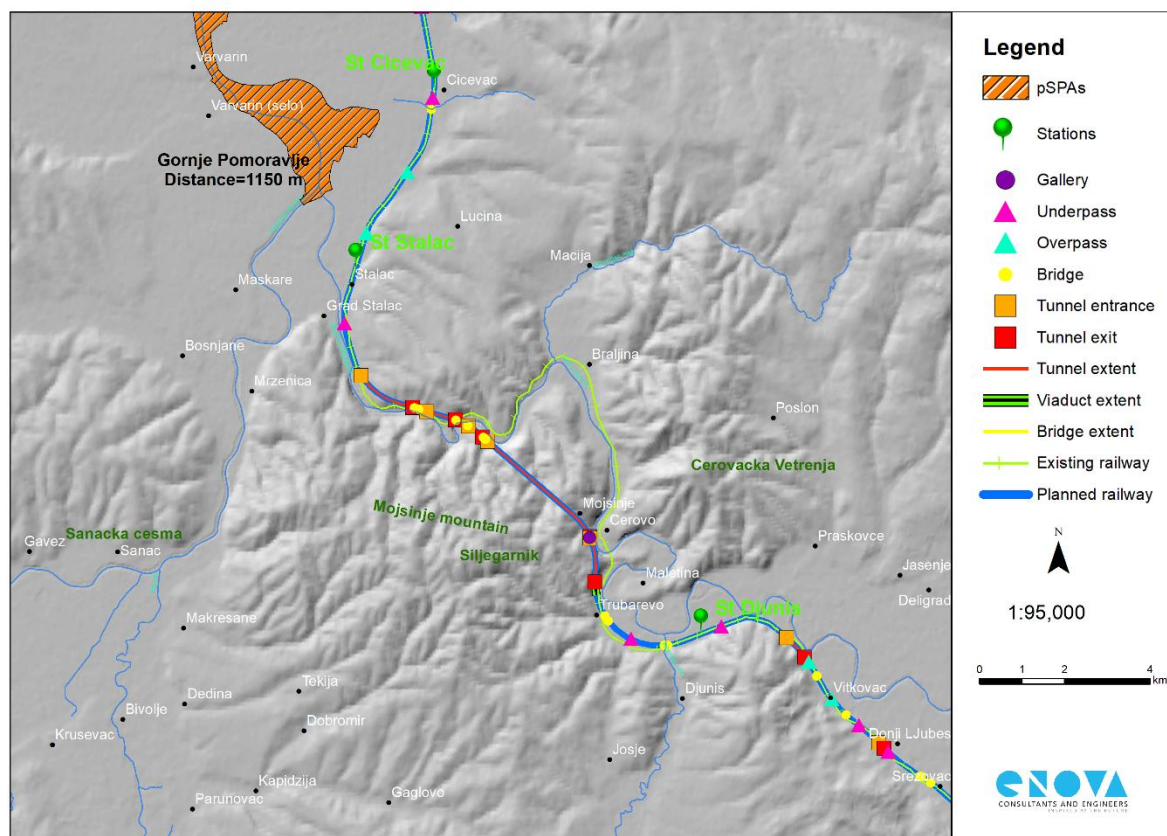 St Cicevac
Varvarin
Cicevac
Varvarin (selo)
Gornje Pomoravlje
Distance=1150 m
Lucina
St Stalac
Macija
Stalac
Maskare
Grad Stalac
Bosnjane
Braljina
Mrzenica
Poslon
Cerovacka Vetrenja
Mojsinje mountain
Mojsinje
Cerovo
Sanacka cesma
Gavez
Sanac
Siljegarnik
Praskovce
Maletina
Jasenje
Deligrad
Trubarevo
St Djunis
Makresane
Tekija
Dedina
Djunis
Vitkovac
Bivolje
Dobromir
Krusevac
Josje
Donji LJubes
Srezovac
Kapidzija
Parunovac
Gaglovo
Legend
pSPAs
Stations
Gallery
Underpass
Overpass
Bridge
Tunnel entrance
Tunnel exit
Tunnel extent
Viaduct extent
Bridge extent
Existing railway
Planned railway
N
1:95,000
0 1 2 4
km
eNOVA
CONSULTANTS AND ENGINEERS
INSPIRED BY THE FUTURE